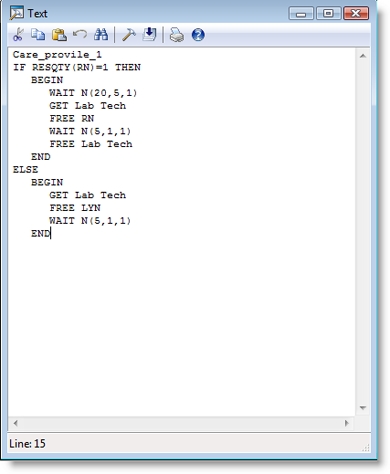 Text
Care_provile_1
IF RESQTY(RN)=1 THEN
BEGIN
WAIT N(20,5,1)
GET Lab Tech
FREE RN
WAIT N(5,1,1)
FREE Lab Tech
END
ELSE
BEGIN
GET Lab Tech
FREE LYN
WAIT N(5,1,1)
END
Line: 15